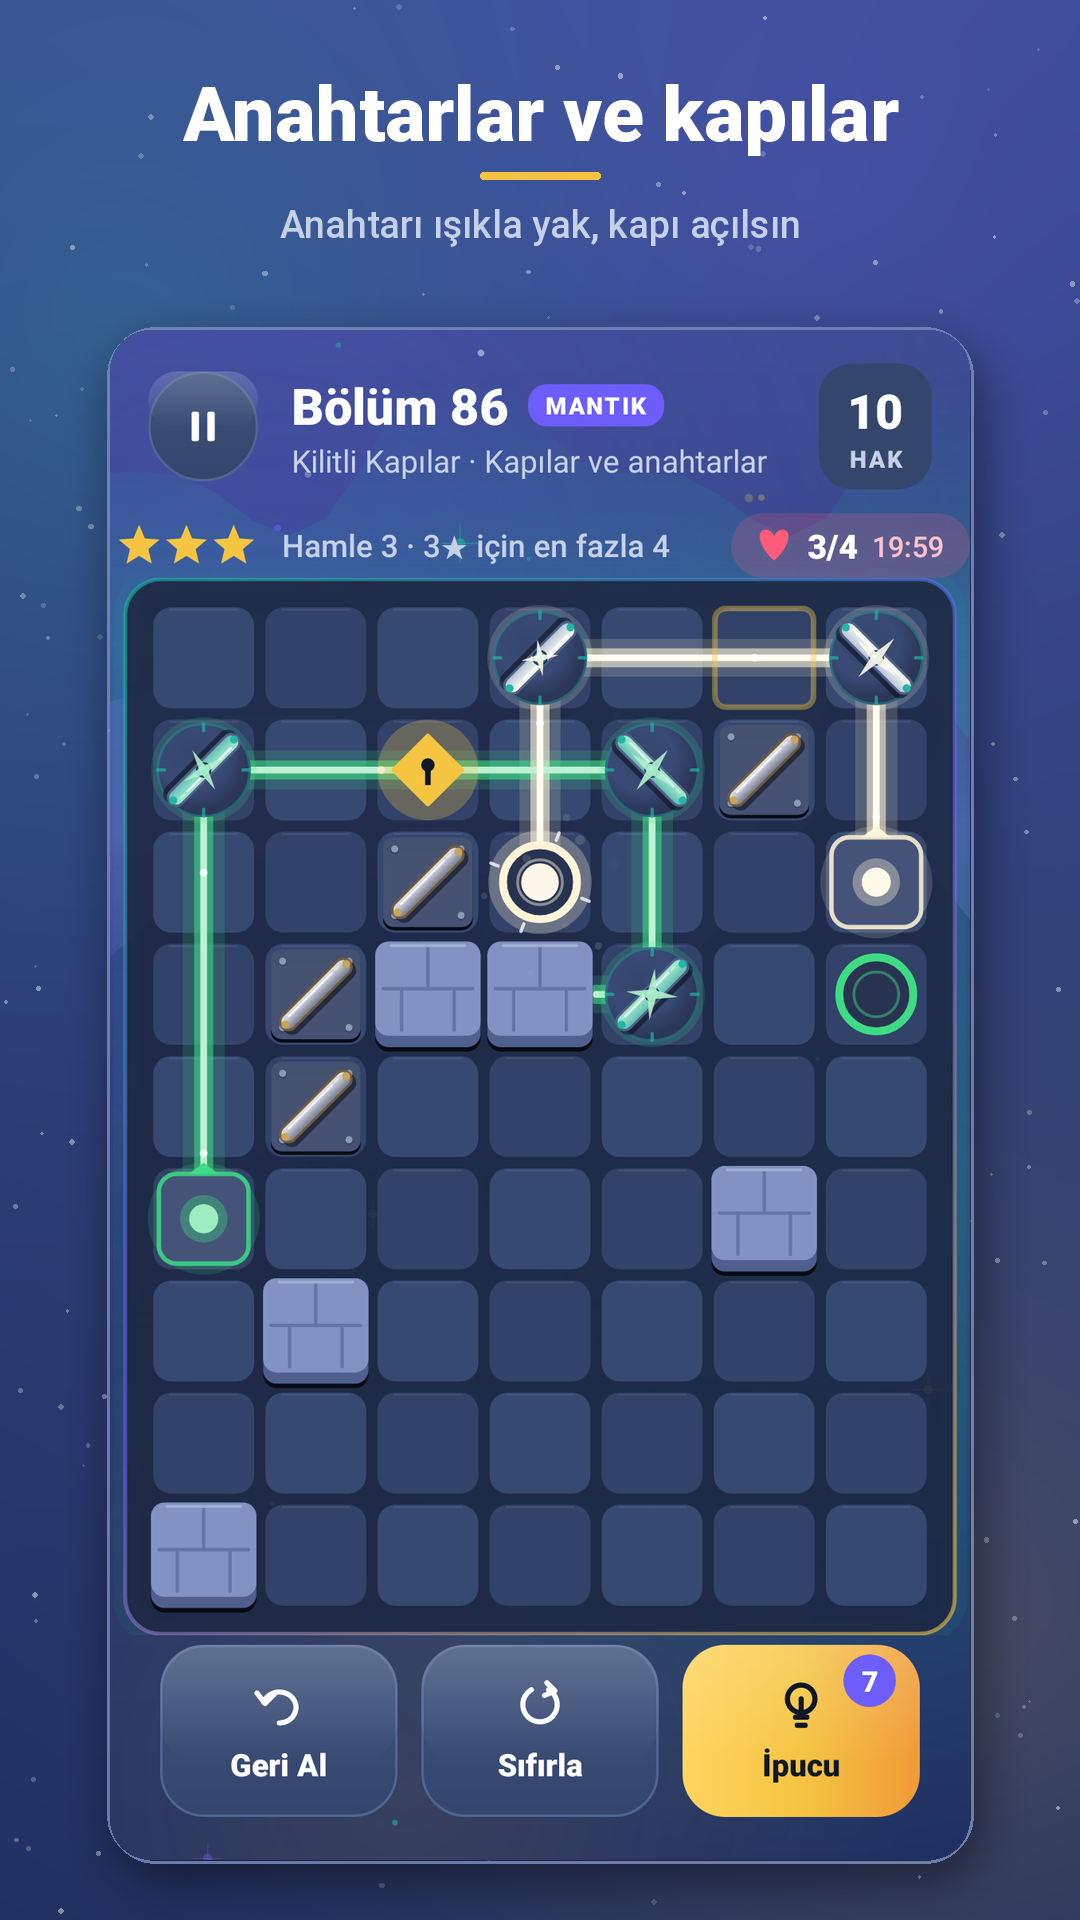 Anahtarlar ve kapılar
Anahtarı ışıkla yak, kapı açılsın
Bölüm 86 MANTIK
Kilitli Kapılar · Kapılar ve anahtarlar
10
HAK
Hamle 3 · 3★ için en fazla 4
3/4 19:59
7
Geri Al
Sıfırla
İpucu